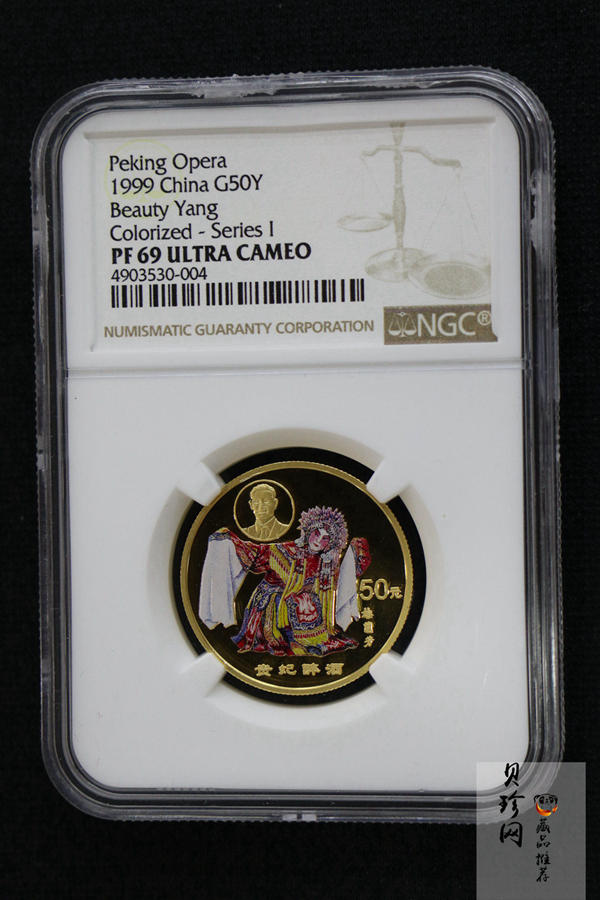 Peking Opera
1999 China G50Y
Beauty Yang
Colorized - Series I
PF 69 ULTRA CAMEO
4903530-004
NUMISMATIC GUARANTY CORPORATION
NGC®
50元
梅蘭芳
贵妃醉酒
贝珍网
藏品推荐